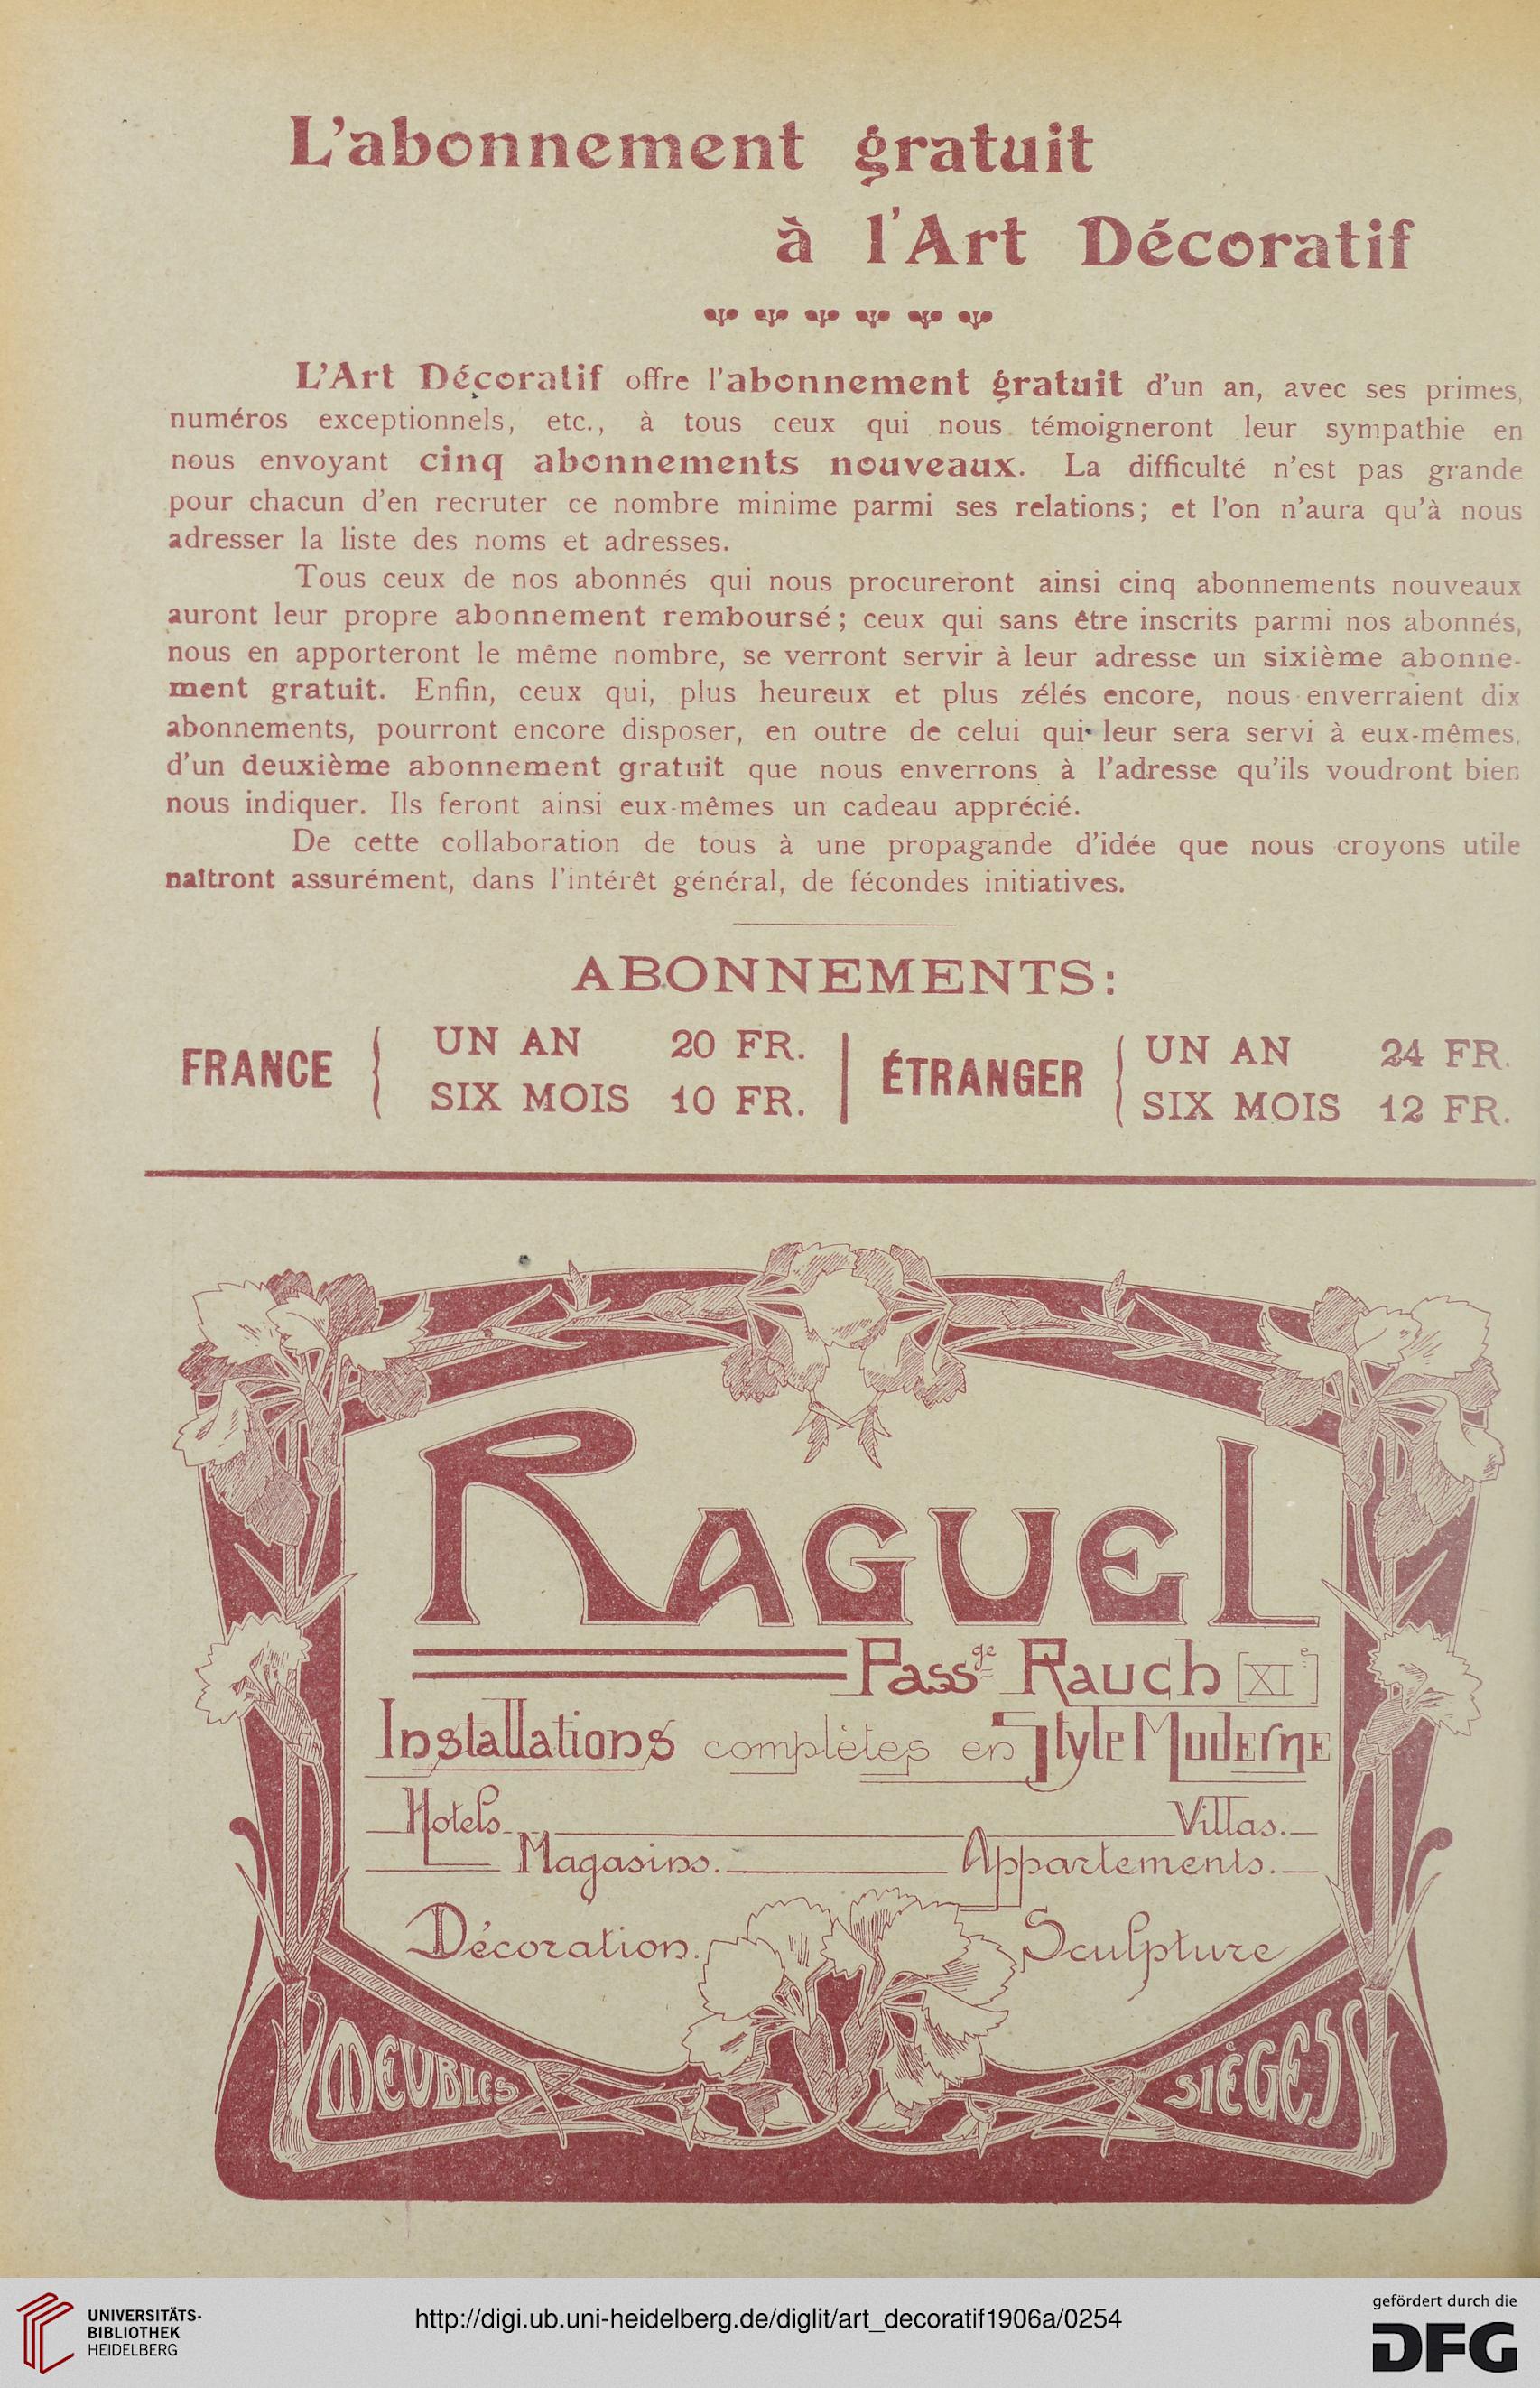 L'abonnement gratuit
à l'Art Décoratif
L'Art Décoratif offre l'abonnement gratuit d'un an, avec ses primes,
numéros exceptionnels, etc., à tous ceux qui nous témoigneront leur sympathie en
nous envoyant cinq abonnements nouveaux. La difficulté n'est pas grande
pour chacun d'en recruter ce nombre minime parmi ses relations; et l'on n'aura qu'à nous
adresser la liste des noms et adresses.
Tous ceux de nos abonnés qui nous procureront ainsi cinq abonnements nouveaux
auront leur propre abonnement remboursé; ceux qui sans être inscrits parmi nos abonnés,
nous en apporteront le même nombre, se verront servir à leur adresse un sixième abonne-
ment gratuit. Enfin, ceux qui, plus heureux et plus zélés encore, nous enverraient dix
abonnements, pourront encore disposer, en outre de celui qui leur sera servi à eux-mêmes,
d'un deuxième abonnement gratuit que nous enverrons à l'adresse qu'ils voudront bien
nous indiquer. Ils feront ainsi eux-mêmes un cadeau apprécié.
De cette collaboration de tous à une propagande d'idée que nous croyons utile
naîtront assurément, dans l'intérêt général, de fécondes initiatives.
ABONNEMENTS:
FRANCE { UN AN 20 FR. | ÉTRANGER { UN AN 24 FR.
SIX MOIS 10 FR. SIX MOIS 12 FR.
RAGUEL
Passge Rauch [XIe]
Installations complètes en Style Moderne
Hotels. Villas.
Magasins. Appartements.
Décoration. Sculpture
MEUBLES SIÈGES
UNIVERSITÄTS-
BIBLIOTHEK
HEIDELBERG
http://digi.ub.uni-heidelberg.de/diglit/art_decoratif1906a/0254
gefördert durch die
DFG